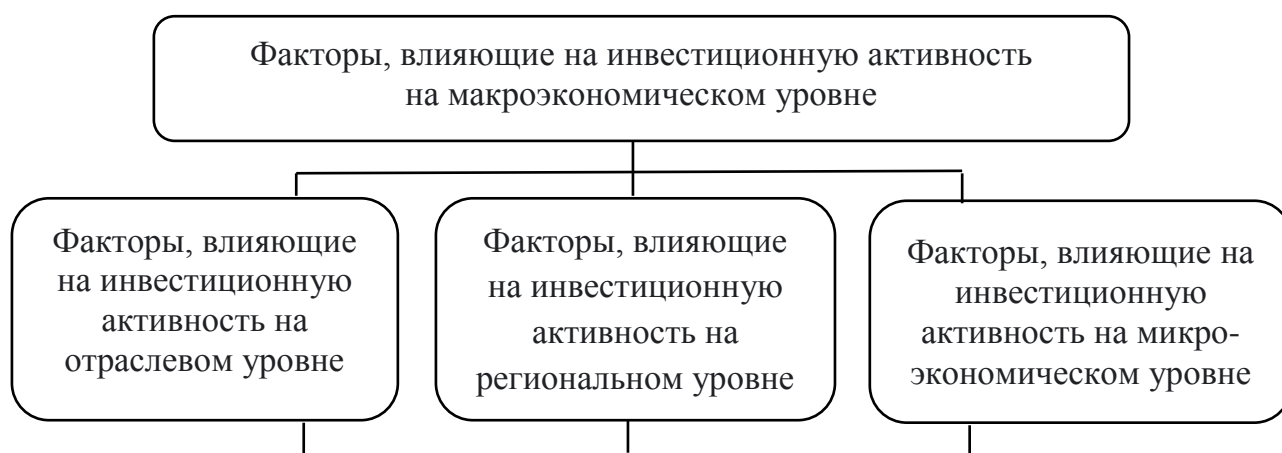 Факторы, влияющие на инвестиционную активность
на макроэкономическом уровне
Факторы, влияющие
на инвестиционную
активность на
отраслевом уровне
Факторы, влияющие
на инвестиционную
активность на
региональном уровне
Факторы, влияющие на
инвестиционную
активность на микро-
экономическом уровне